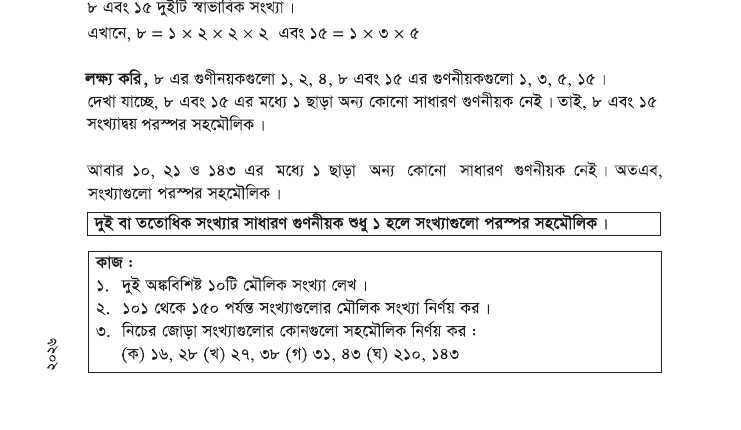 ৮ এবং ১৫ দুইটি স্বাভাবিক সংখ্যা ।
এখানে, ৮ = ১ × ২ × ২ × ২ এবং ১৫ = ১ × ৩ × ৫
লক্ষ্য করি, ৮ এর গুণীনয়কগুলো ১, ২, ৪, ৮ এবং ১৫ এর গুণনীয়কগুলো ১, ৩, ৫, ১৫ ।
দেখা যাচ্ছে, ৮ এবং ১৫ এর মধ্যে ১ ছাড়া অন্য কোনো সাধারণ গুণনীয়ক নেই । তাই, ৮ এবং ১৫
সংখ্যাদ্বয় পরস্পর সহমৌলিক ।
আবার ১০, ২১ ও ১৪৩ এর মধ্যে ১ ছাড়া অন্য কোনো সাধারণ গুণনীয়ক নেই । অতএব,
সংখ্যাগুলো পরস্পর সহমৌলিক ।
দুই বা ততোধিক সংখ্যার সাধারণ গুণনীয়ক শুধু ১ হলে সংখ্যাগুলো পরস্পর সহমৌলিক ।
কাজ :
১. দুই অঙ্কবিশিষ্ট ১০টি মৌলিক সংখ্যা লেখ ।
২. ১০১ থেকে ১৫০ পর্যন্ত সংখ্যাগুলোর মৌলিক সংখ্যা নির্ণয় কর ।
৩. নিচের জোড়া সংখ্যাগুলোর কোনগুলো সহমৌলিক নির্ণয় কর :
(ক) ১৬, ২৮ (খ) ২৭, ৩৮ (গ) ৩১, ৪৩ (ঘ) ২১০, ১৪৩
২০২৬